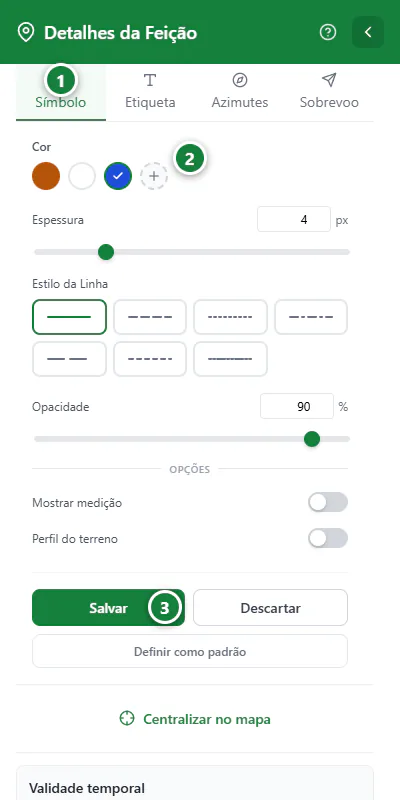 Detalhes da Feição
1
Símbolo
Etiqueta
Azimutes
Sobrevoo
Cor
2
Espessura
4 px
Estilo da Linha
Opacidade
90 %
OPÇÕES
Mostrar medição
Perfil do terreno
Salvar 3
Descartar
Definir como padrão
Centralizar no mapa
Validade temporal